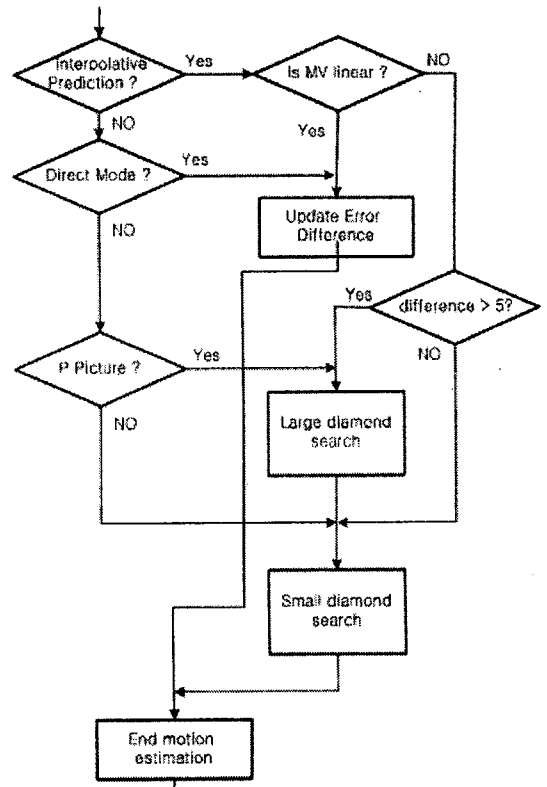 Interpolative
Prediction ?
Yes
Is MV linear ?
NO
NO
Yes
Direct Mode ?
Yes
NO
Update Error
Difference
Yes
difference > 5?
NO
P Picture ?
Yes
NO
Large diamond
search
Small diamond
search
End motion
estimation